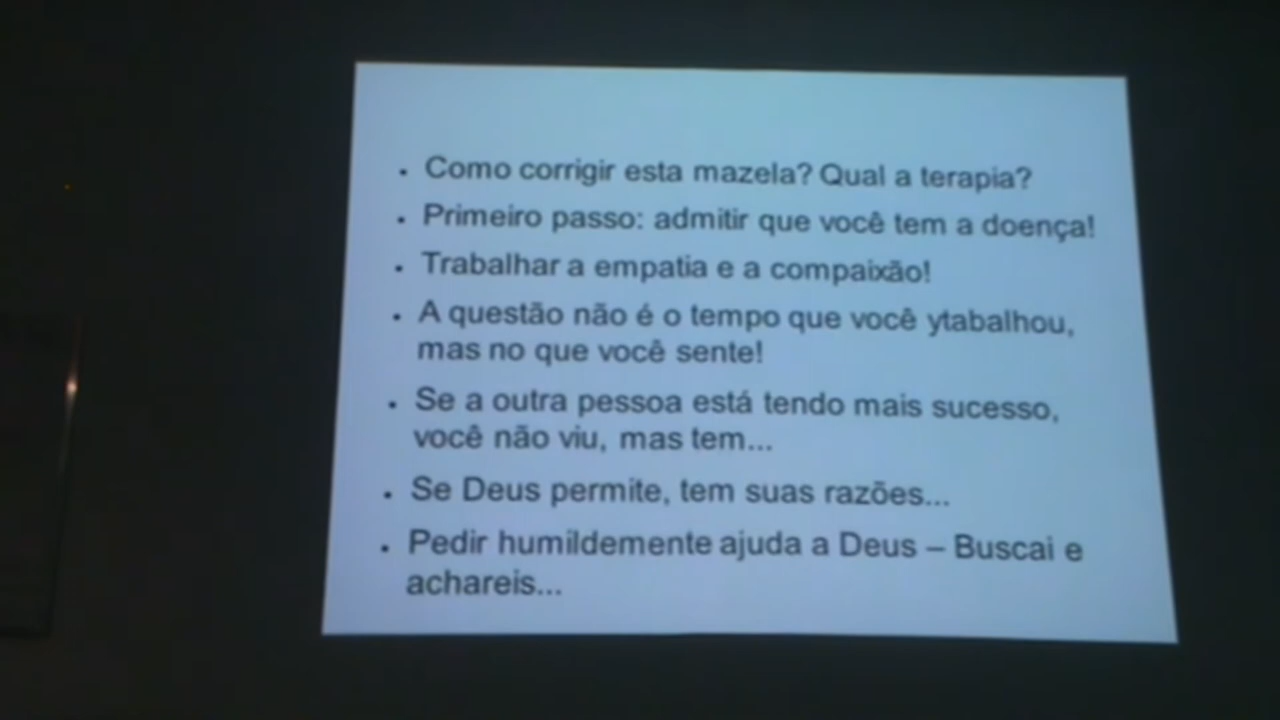 • Como corrigir esta mazela? Qual a terapia?
• Primeiro passo: admitir que você tem a doença!
• Trabalhar a empatia e a compaixão!
• A questão não é o tempo que você ytabalhou,
mas no que você sente!
• Se a outra pessoa está tendo mais sucesso,
você não viu, mas tem...
• Se Deus permite, tem suas razões...
• Pedir humildemente ajuda a Deus – Buscai e
achareis...